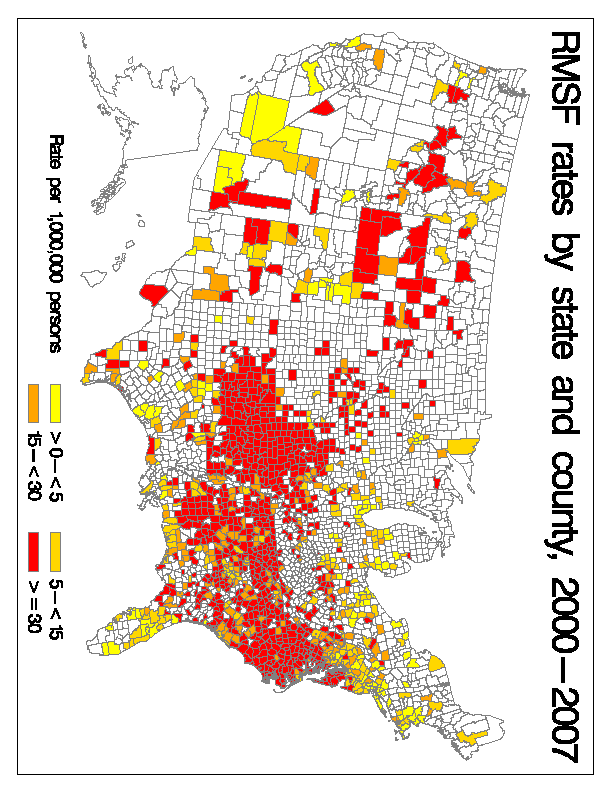 RMSF rates by state and county, 2000–2007
Rate per 1,000,000 persons
> 0–< 5
5–< 15
15–< 30
> =30